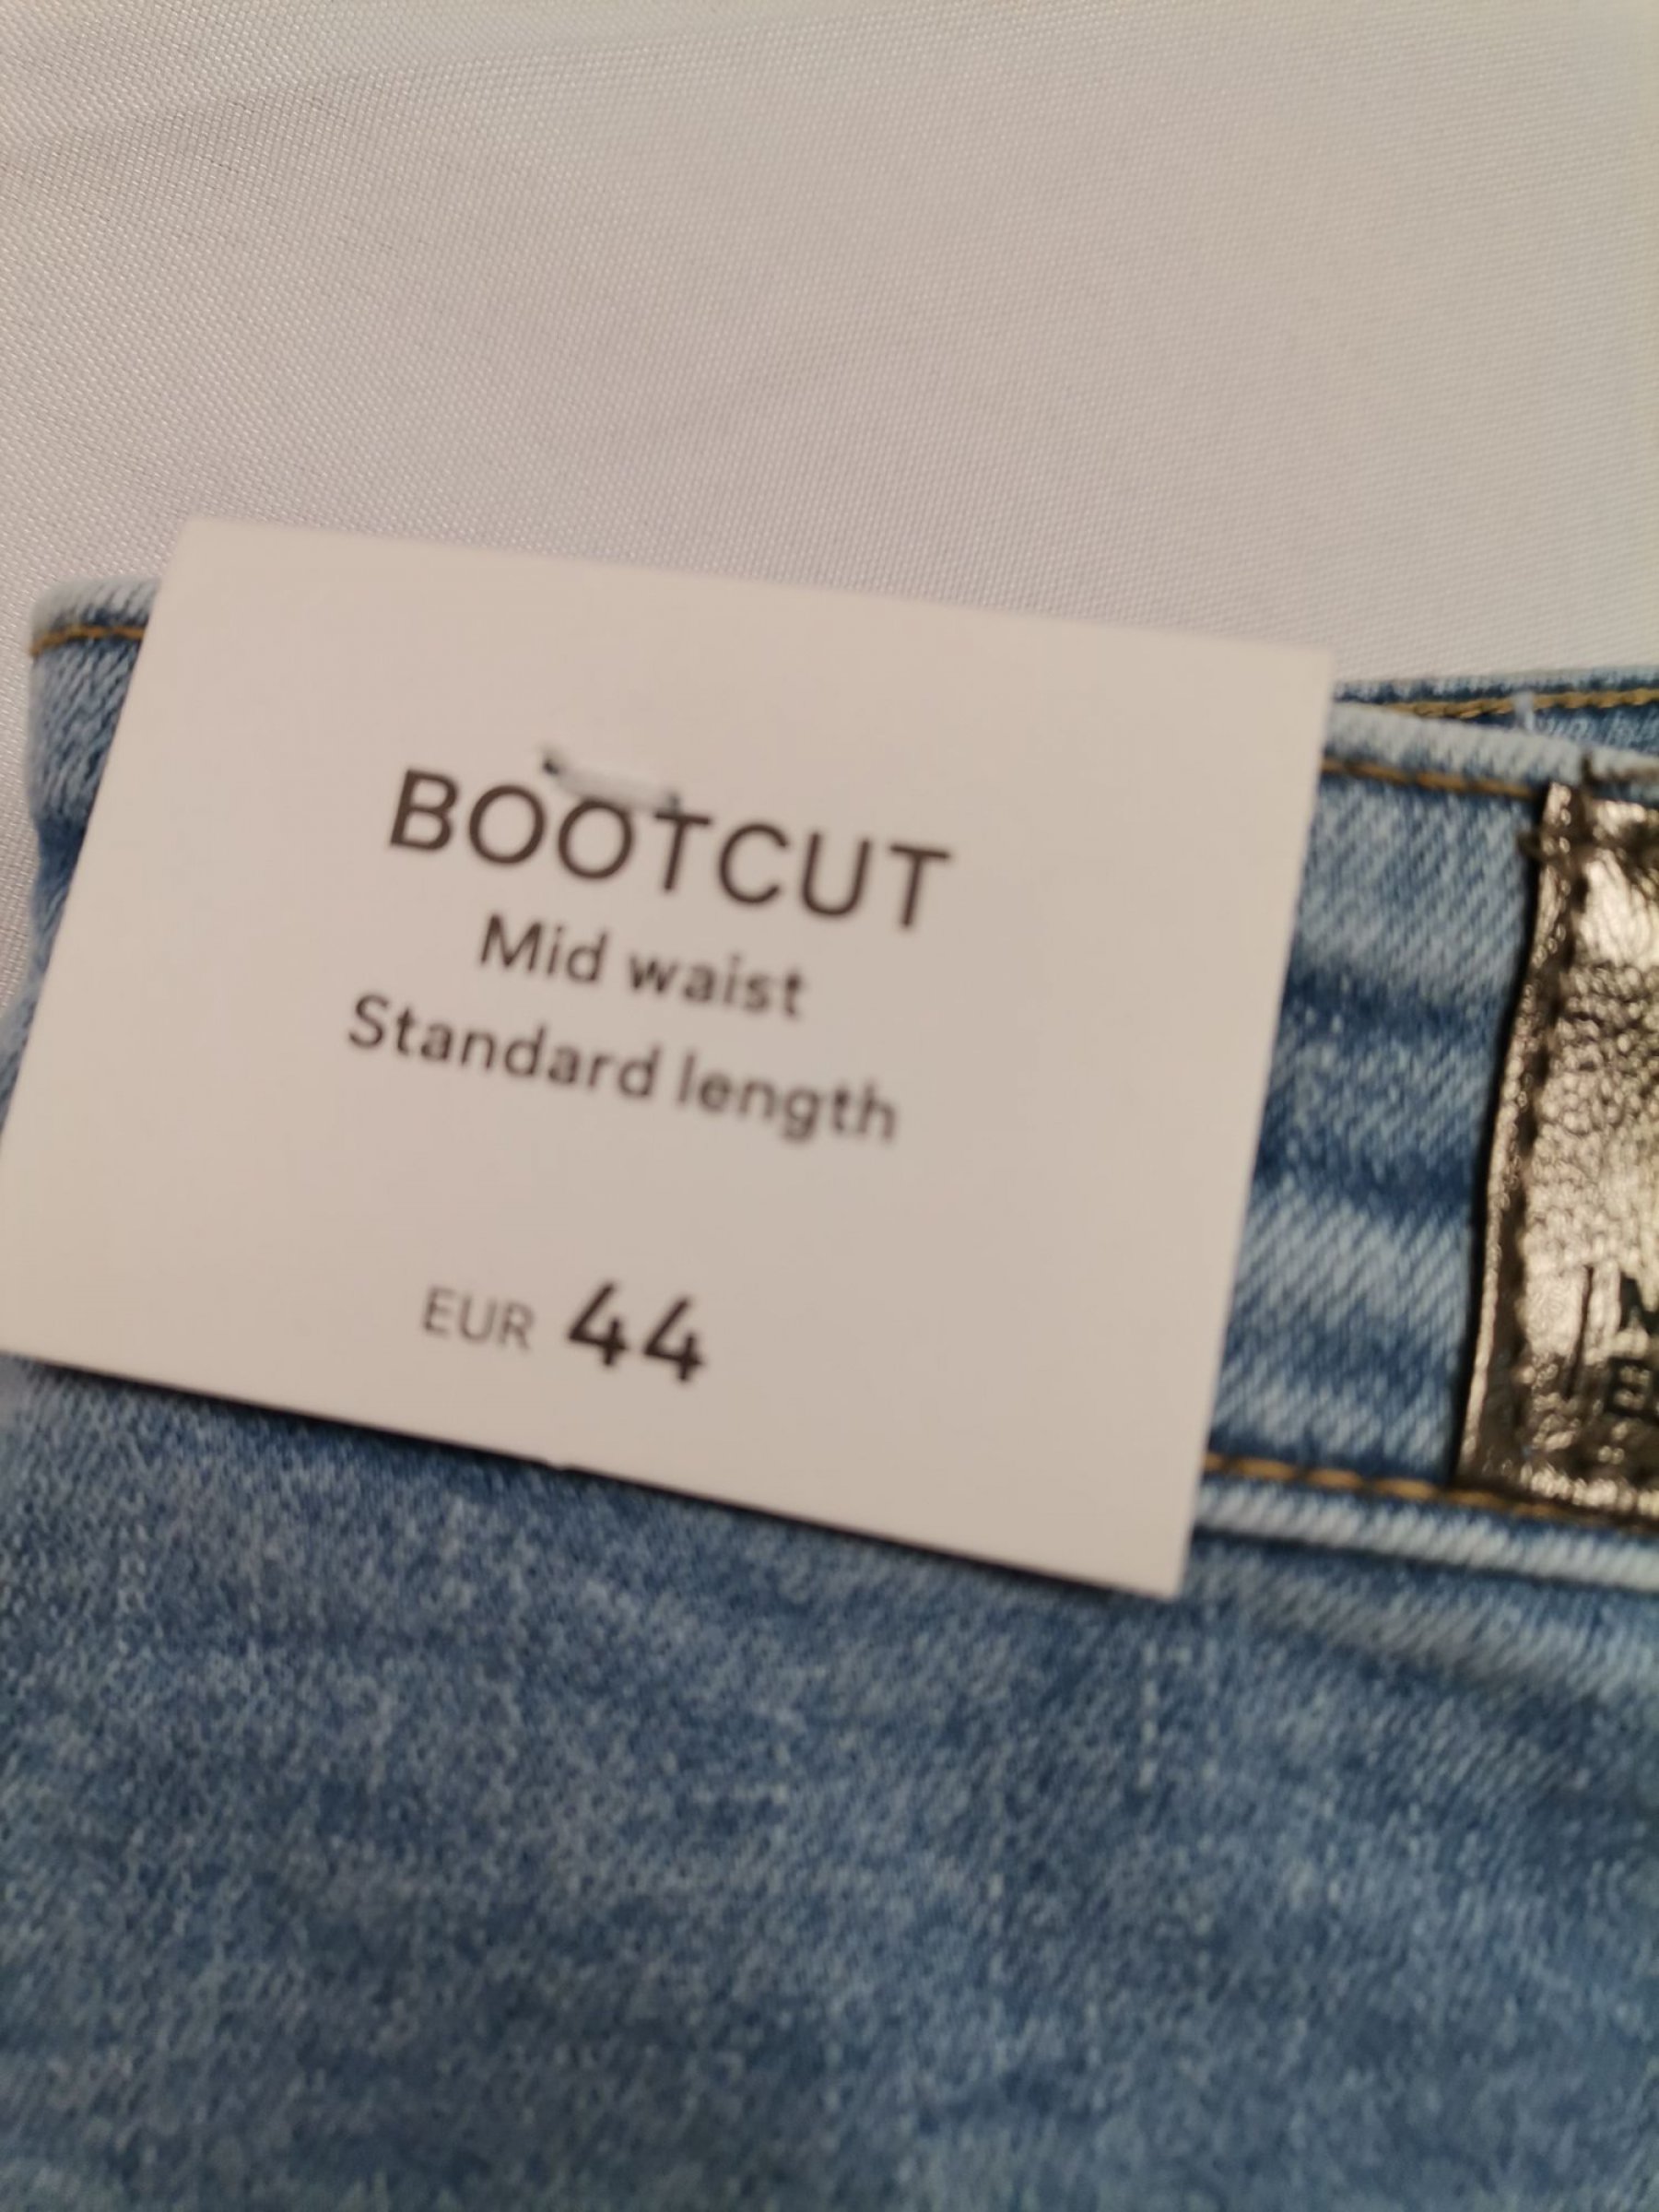 BOOTCUT
Mid waist
Standard length
EUR 44